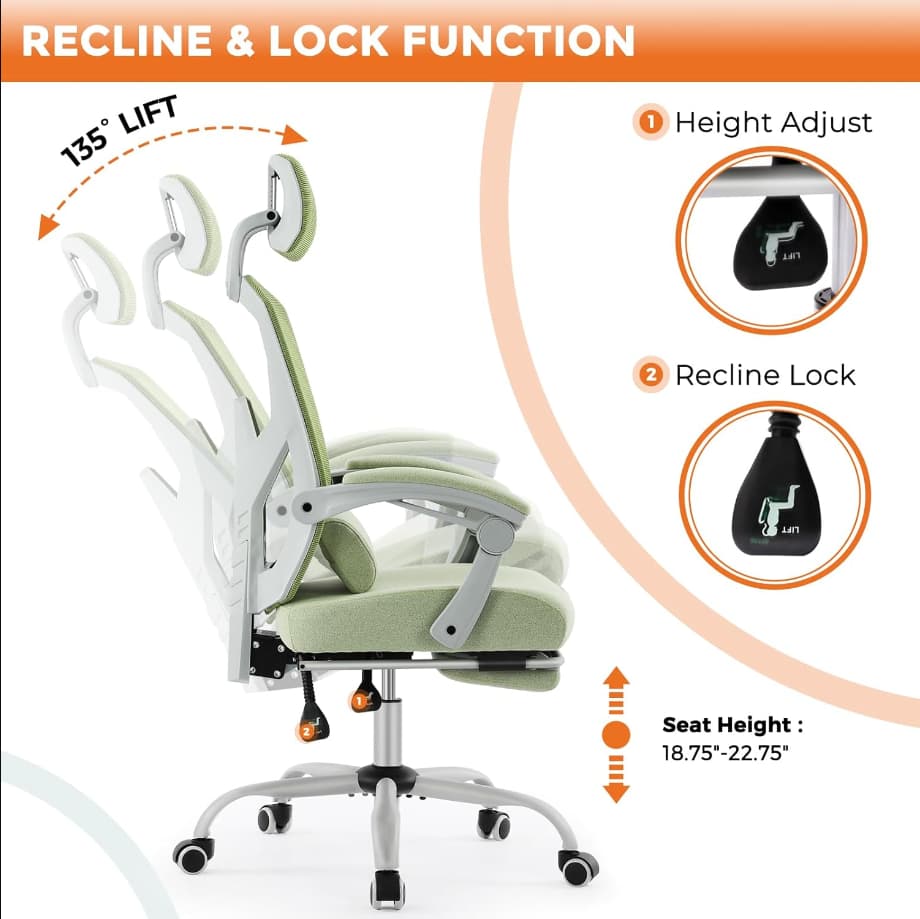 RECLINE & LOCK FUNCTION
135° LIFT
1 Height Adjust
LIFT
2 Recline Lock
LIFT
1
2
Seat Height :
18.75"-22.75"